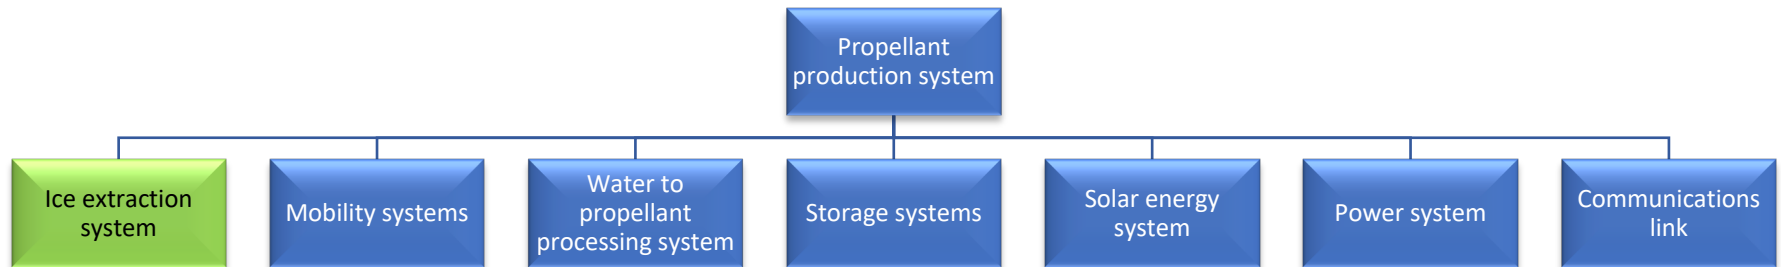 Propellant
production system
Ice extraction
system
Mobility systems
Water to
propellant
processing system
Storage systems
Solar energy
system
Power system
Communications
link